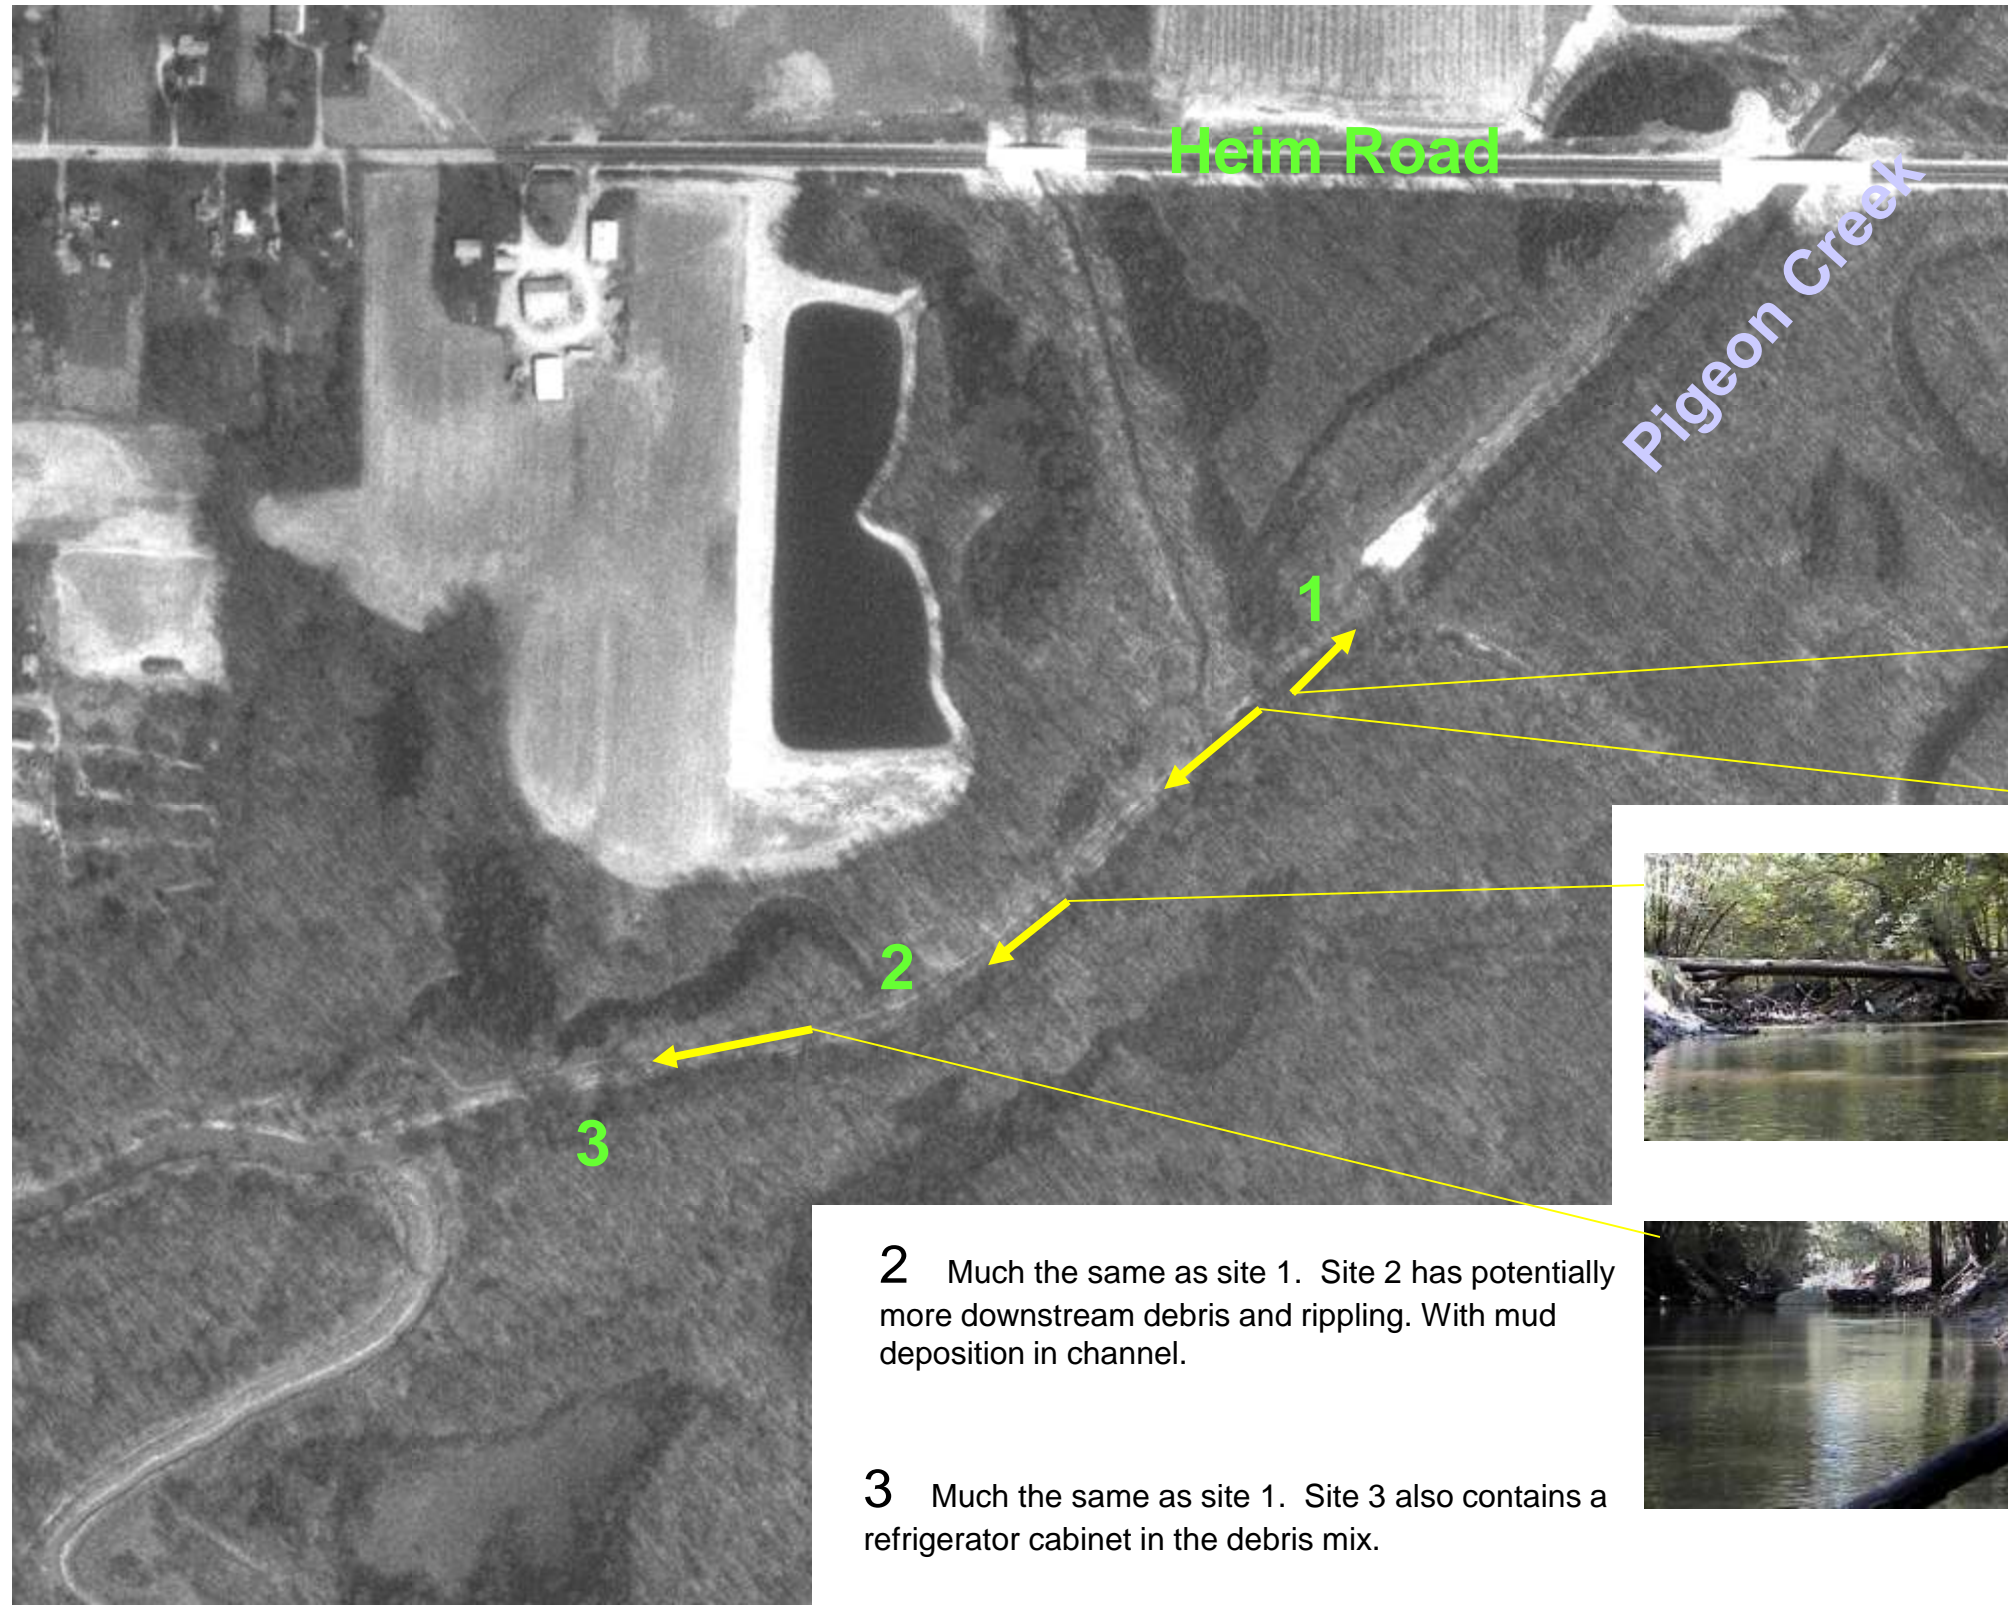 Heim Road
Pigeon Creek
1
2
3
2 Much the same as site 1. Site 2 has potentially
more downstream debris and rippling. With mud
deposition in channel.
3 Much the same as site 1. Site 3 also contains a
refrigerator cabinet in the debris mix.